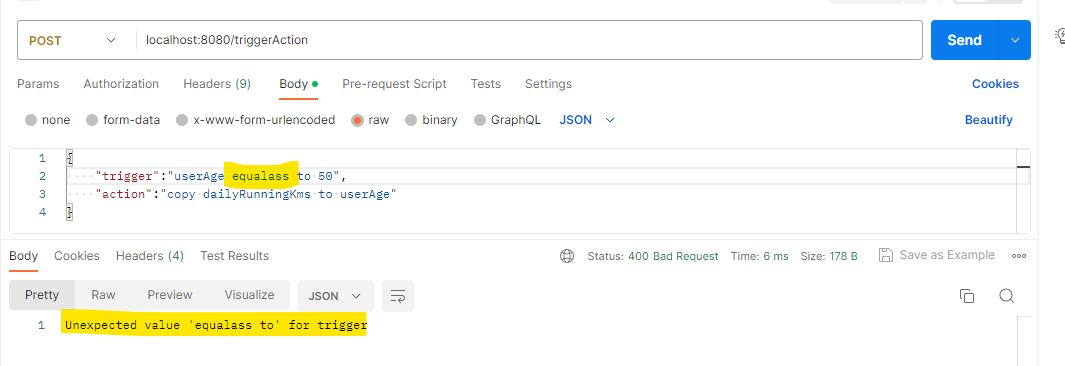 POST localhost:8080/triggerAction Send
Params Authorization Headers (9) Body Pre-request Script Tests Settings Cookies
none form-data x-www-form-urlencoded raw binary GraphQL JSON Beautify
1 {
2 "trigger":"userAge equalass to 50",
3 "action":"copy dailyRunningKms to userAge"
4 }
Body Cookies Headers (4) Test Results Status: 400 Bad Request Time: 6 ms Size: 178 B Save as Example
Pretty Raw Preview Visualize JSON
1 Unexpected value 'equalass to' for trigger